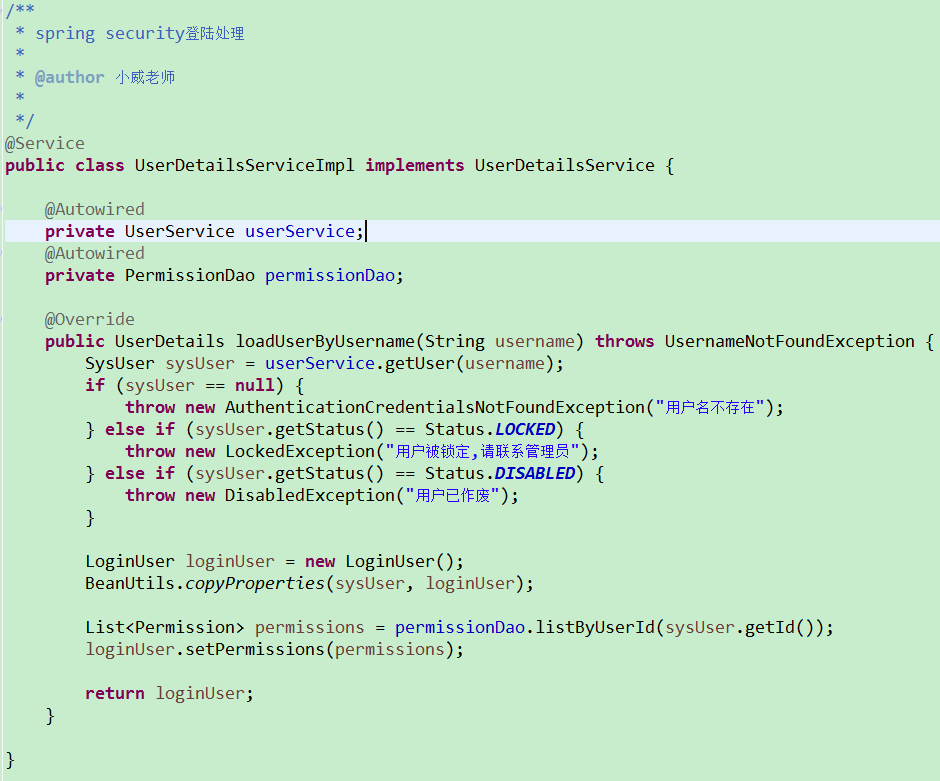 /**
 * spring security登陆处理
 *
 * @author 小威老师
 *
 */
@Service
public class UserDetailsServiceImpl implements UserDetailsService {
    @Autowired
    private UserService userService;
    @Autowired
    private PermissionDao permissionDao;
    @Override
    public UserDetails loadUserByUsername(String username) throws UsernameNotFoundException {
        SysUser sysUser = userService.getUser(username);
        if (sysUser == null) {
            throw new AuthenticationCredentialsNotFoundException("用户名不存在");
        } else if (sysUser.getStatus() == Status.LOCKED) {
            throw new LockedException("用户被锁定,请联系管理员");
        } else if (sysUser.getStatus() == Status.DISABLED) {
            throw new DisabledException("用户已作废");
        }
        LoginUser loginUser = new LoginUser();
        BeanUtils.copyProperties(sysUser, loginUser);
        List<Permission> permissions = permissionDao.listByUserId(sysUser.getId());
        loginUser.setPermissions(permissions);
        return loginUser;
    }
}